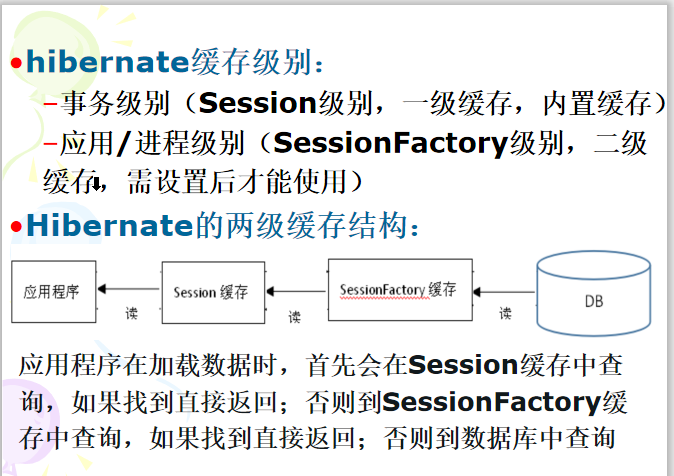 •hibernate缓存级别：
–事务级别（Session级别，一级缓存，内置缓存）
–应用/进程级别（SessionFactory级别，二级
缓存，需设置后才能使用）
•Hibernate的两级缓存结构：
应用程序 Session 缓存 SessionFactory 缓存 DB
读 读 读
应用程序在加载数据时，首先会在Session缓存中查
询，如果找到直接返回；否则到SessionFactory缓
存中查询，如果找到直接返回；否则到数据库中查询